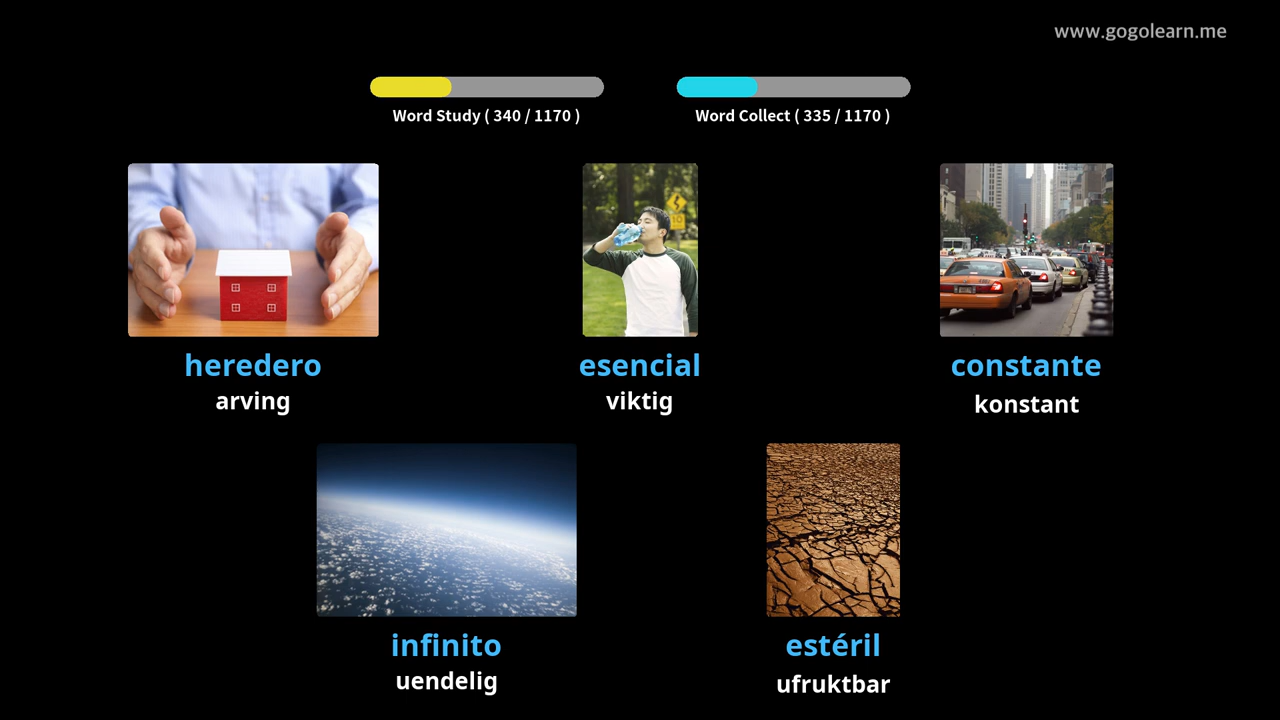 www.gogolearn.me
Word Study ( 340 / 1170 )
Word Collect ( 335 / 1170 )
heredero
arving
esencial
viktig
constante
konstant
infinito
uendelig
estéril
ufruktbar